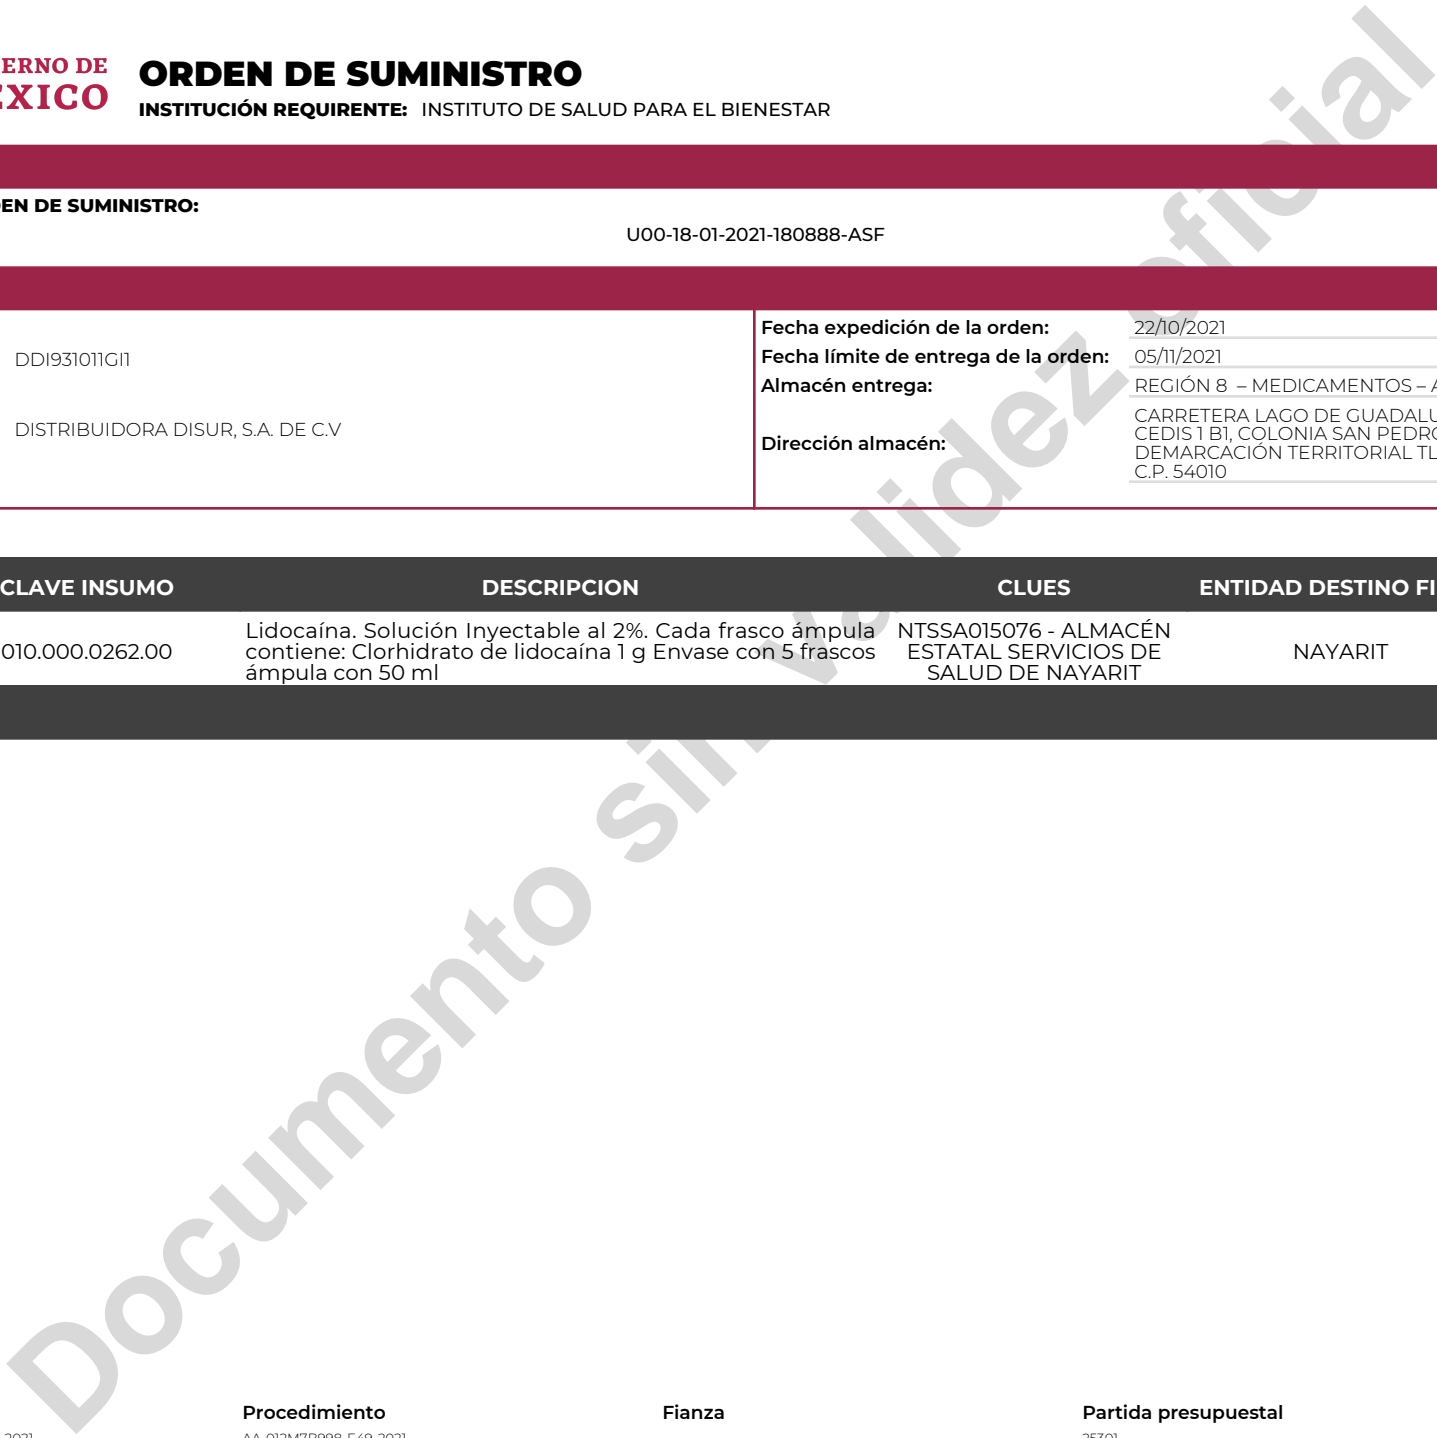 ERNO DE
ORDEN DE SUMINISTRO
XICO
INSTITUCIÓN REQUIRENTE: INSTITUTO DE SALUD PARA EL BIENESTAR
EN DE SUMINISTRO:
U00-18-01-2021-180888-ASF
Fecha expedición de la orden: 22/10/2021
DDI931011GI1
Fecha límite de entrega de la orden: 05/11/2021
Almacén entrega: REGIÓN 8 – MEDICAMENTOS – A
DISTRIBUIDORA DISUR, S.A. DE C.V
Dirección almacén:
CARRETERA LAGO DE GUADALU
CEDIS 1 B1, COLONIA SAN PEDRO
DEMARCACIÓN TERRITORIAL TL
C.P. 54010
CLAVE INSUMO DESCRIPCION CLUES ENTIDAD DESTINO FI
010.000.0262.00
Lidocaína. Solución Inyectable al 2%. Cada frasco ámpula
contiene: Clorhidrato de lidocaína 1 g Envase con 5 frascos
ámpula con 50 ml
NTSSA015076 - ALMACÉN
ESTATAL SERVICIOS DE
SALUD DE NAYARIT
NAYARIT
Documento sin validez oficial
Procedimiento Fianza Partida presupuestal